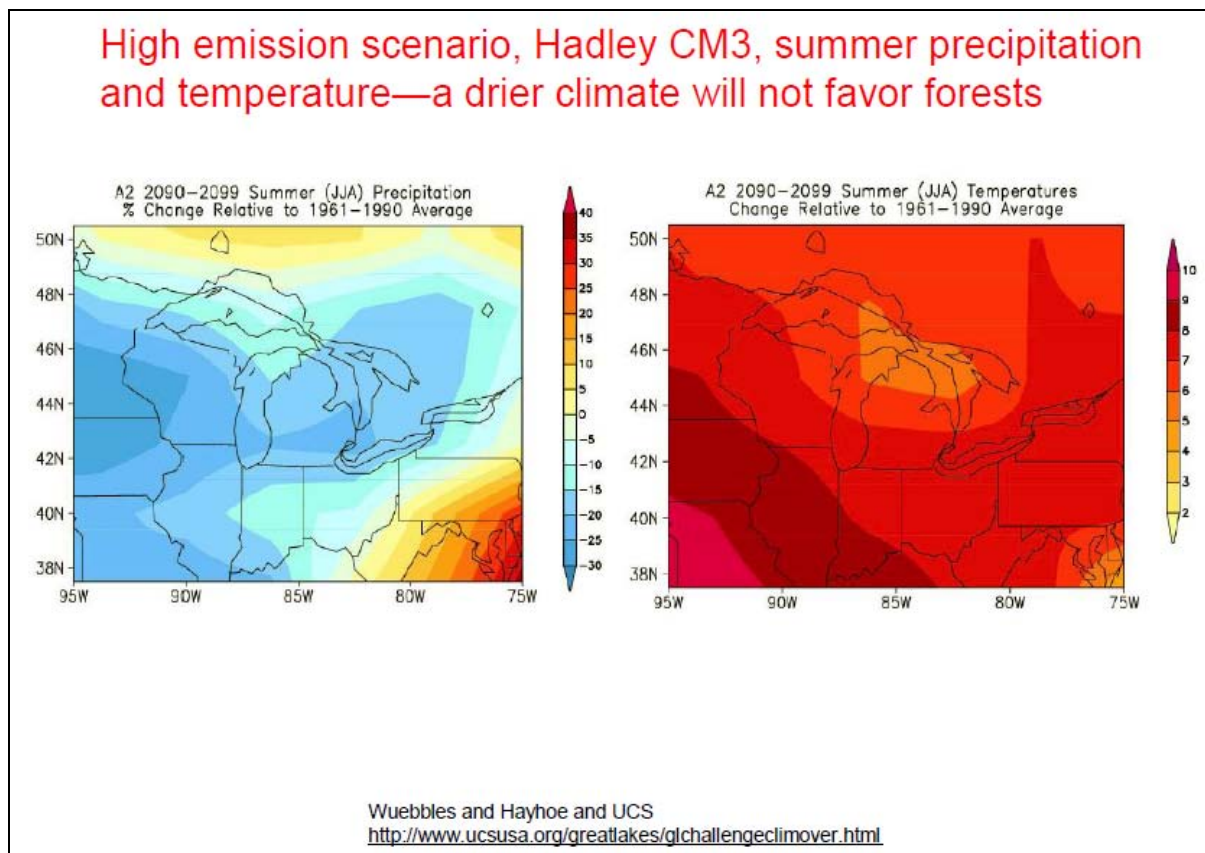 High emission scenario, Hadley CM3, summer precipitation
and temperature—a drier climate will not favor forests
A2 2090-2099 Summer (JJA) Precipitation
% Change Relative to 1961-1990 Average
50N
48N
46N
44N
42N
40N
38N
95W
90W
85W
80W
75W
40
35
30
25
20
15
10
5
0
-5
-10
-15
-20
-25
-30
A2 2090-2099 Summer (JJA) Temperatures
Change Relative to 1961-1990 Average
50N
48N
46N
44N
42N
40N
38N
95W
90W
85W
80W
75W
10
9
8
7
6
5
4
3
2
Wuebbles and Hayhoe and UCS
http://www.ucsusa.org/greatlakes/glchallengeclimover.html